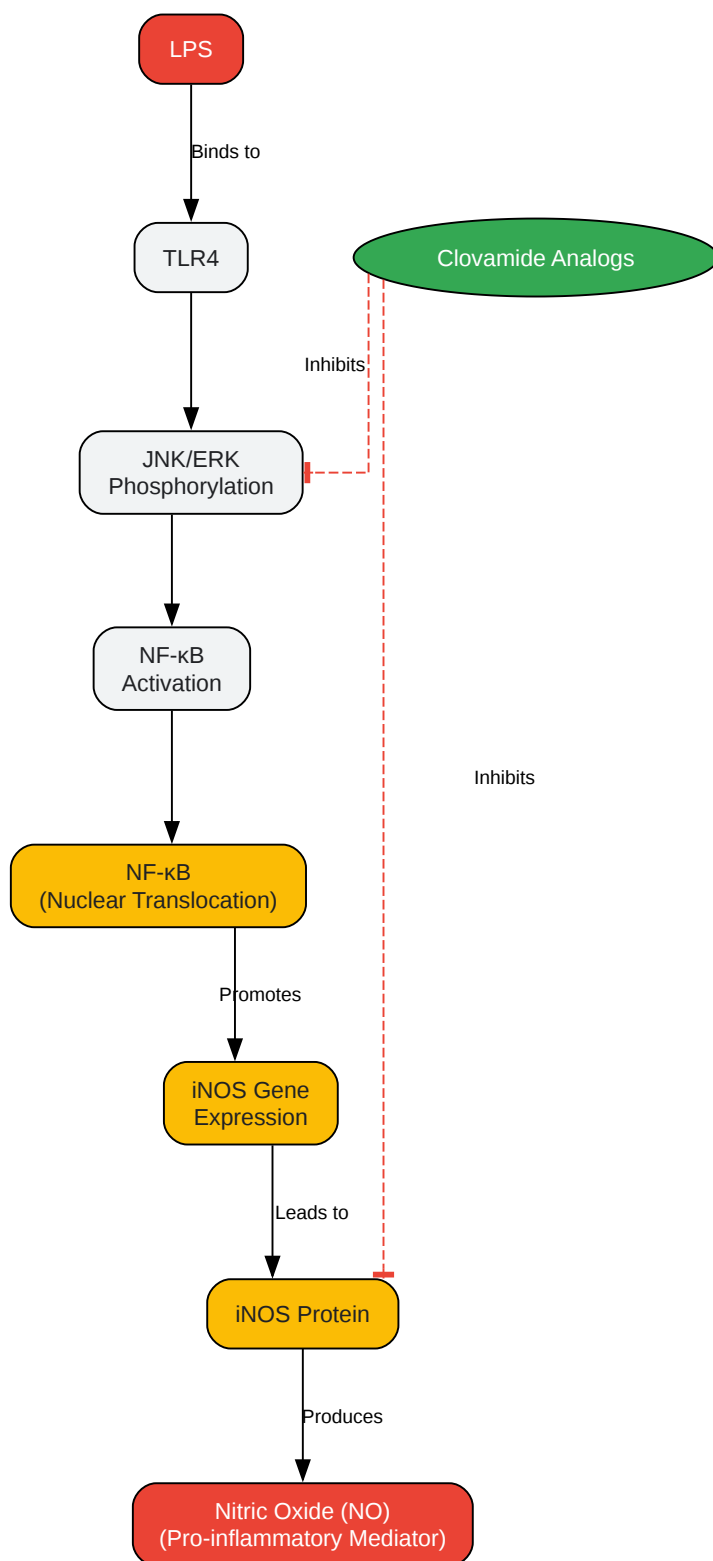 LPS
Binds to
TLR4
Clovamide Analogs
Inhibits
JNK/ERK
Phosphorylation
NF-κB
Activation
Inhibits
NF-κB
(Nuclear Translocation)
Promotes
iNOS Gene
Expression
Leads to
iNOS Protein
Produces
Nitric Oxide (NO)
(Pro-inflammatory Mediator)